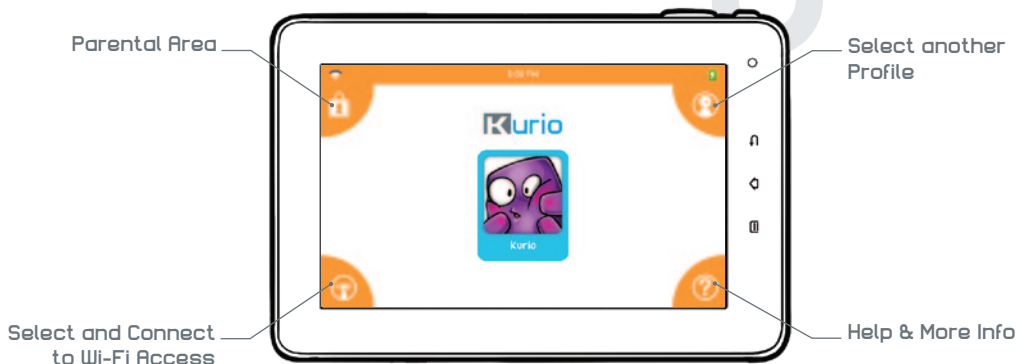 Parental Area
Select another
Profile
Kurio
Kurio
?
Select and Connect
to Wi-Fi Access
Help & More Info